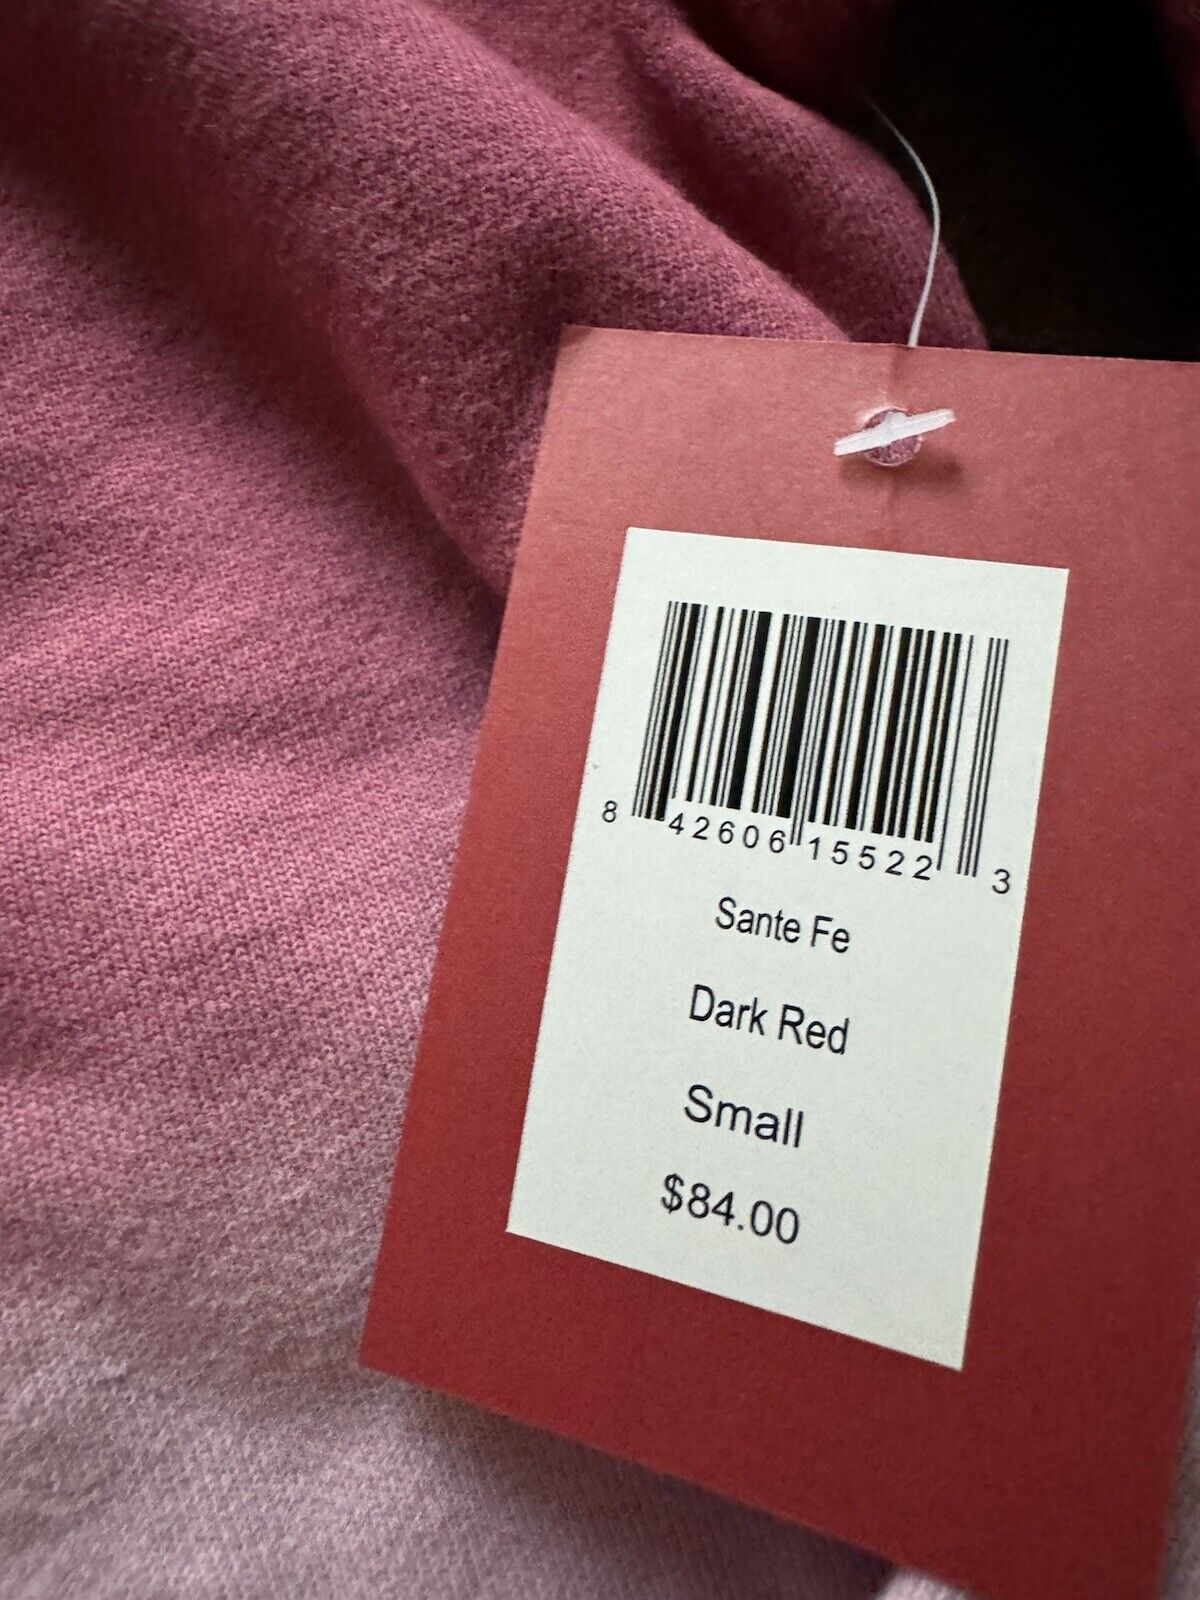 8 42606 15522 3
Sante Fe
Dark Red
Small
$84.00